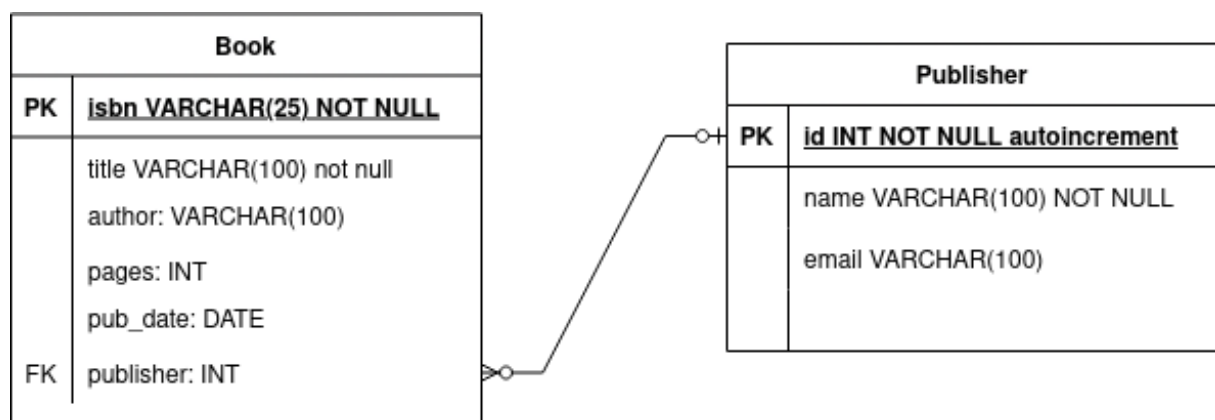 Book
PK isbn VARCHAR(25) NOT NULL
title VARCHAR(100) not null
author: VARCHAR(100)
pages: INT
pub_date: DATE
FK publisher: INT
Publisher
PK id INT NOT NULL autoincrement
name VARCHAR(100) NOT NULL
email VARCHAR(100)